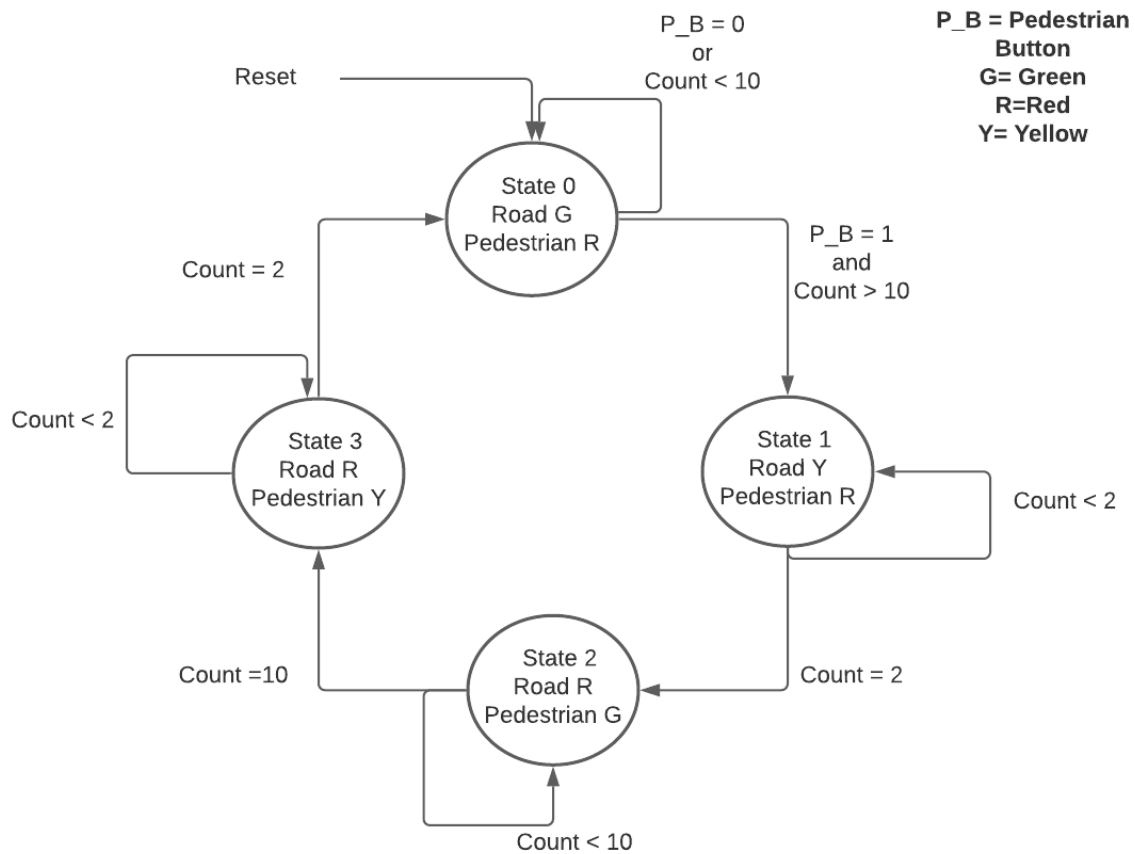 P_B = 0
or
Count < 10
P_B = Pedestrian
Button
G= Green
R=Red
Y= Yellow
Reset
State 0
Road G
Pedestrian R
P_B = 1
and
Count > 10
Count = 2
Count < 2
State 3
Road R
Pedestrian Y
State 1
Road Y
Pedestrian R
Count < 2
Count =10
State 2
Road R
Pedestrian G
Count = 2
Count < 10